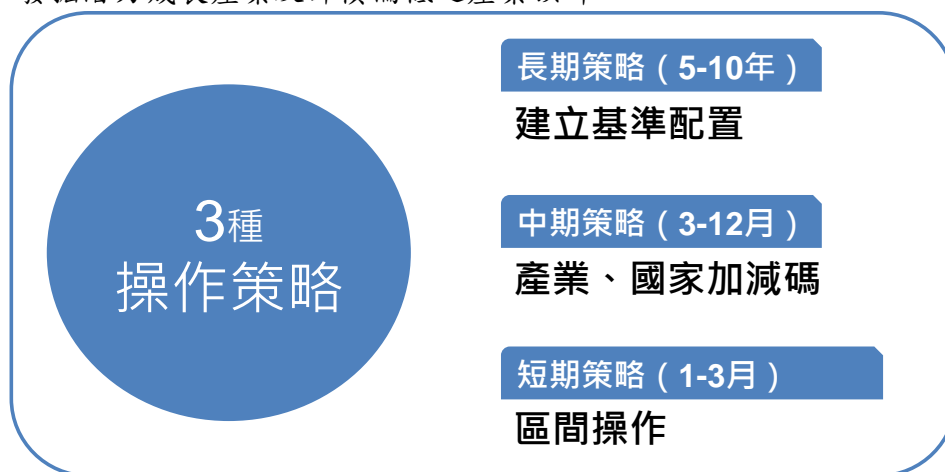 3種
操作策略
長期策略（5-10年）
建立基準配置
中期策略（3-12月）
產業、國家加減碼
短期策略（1-3月）
區間操作